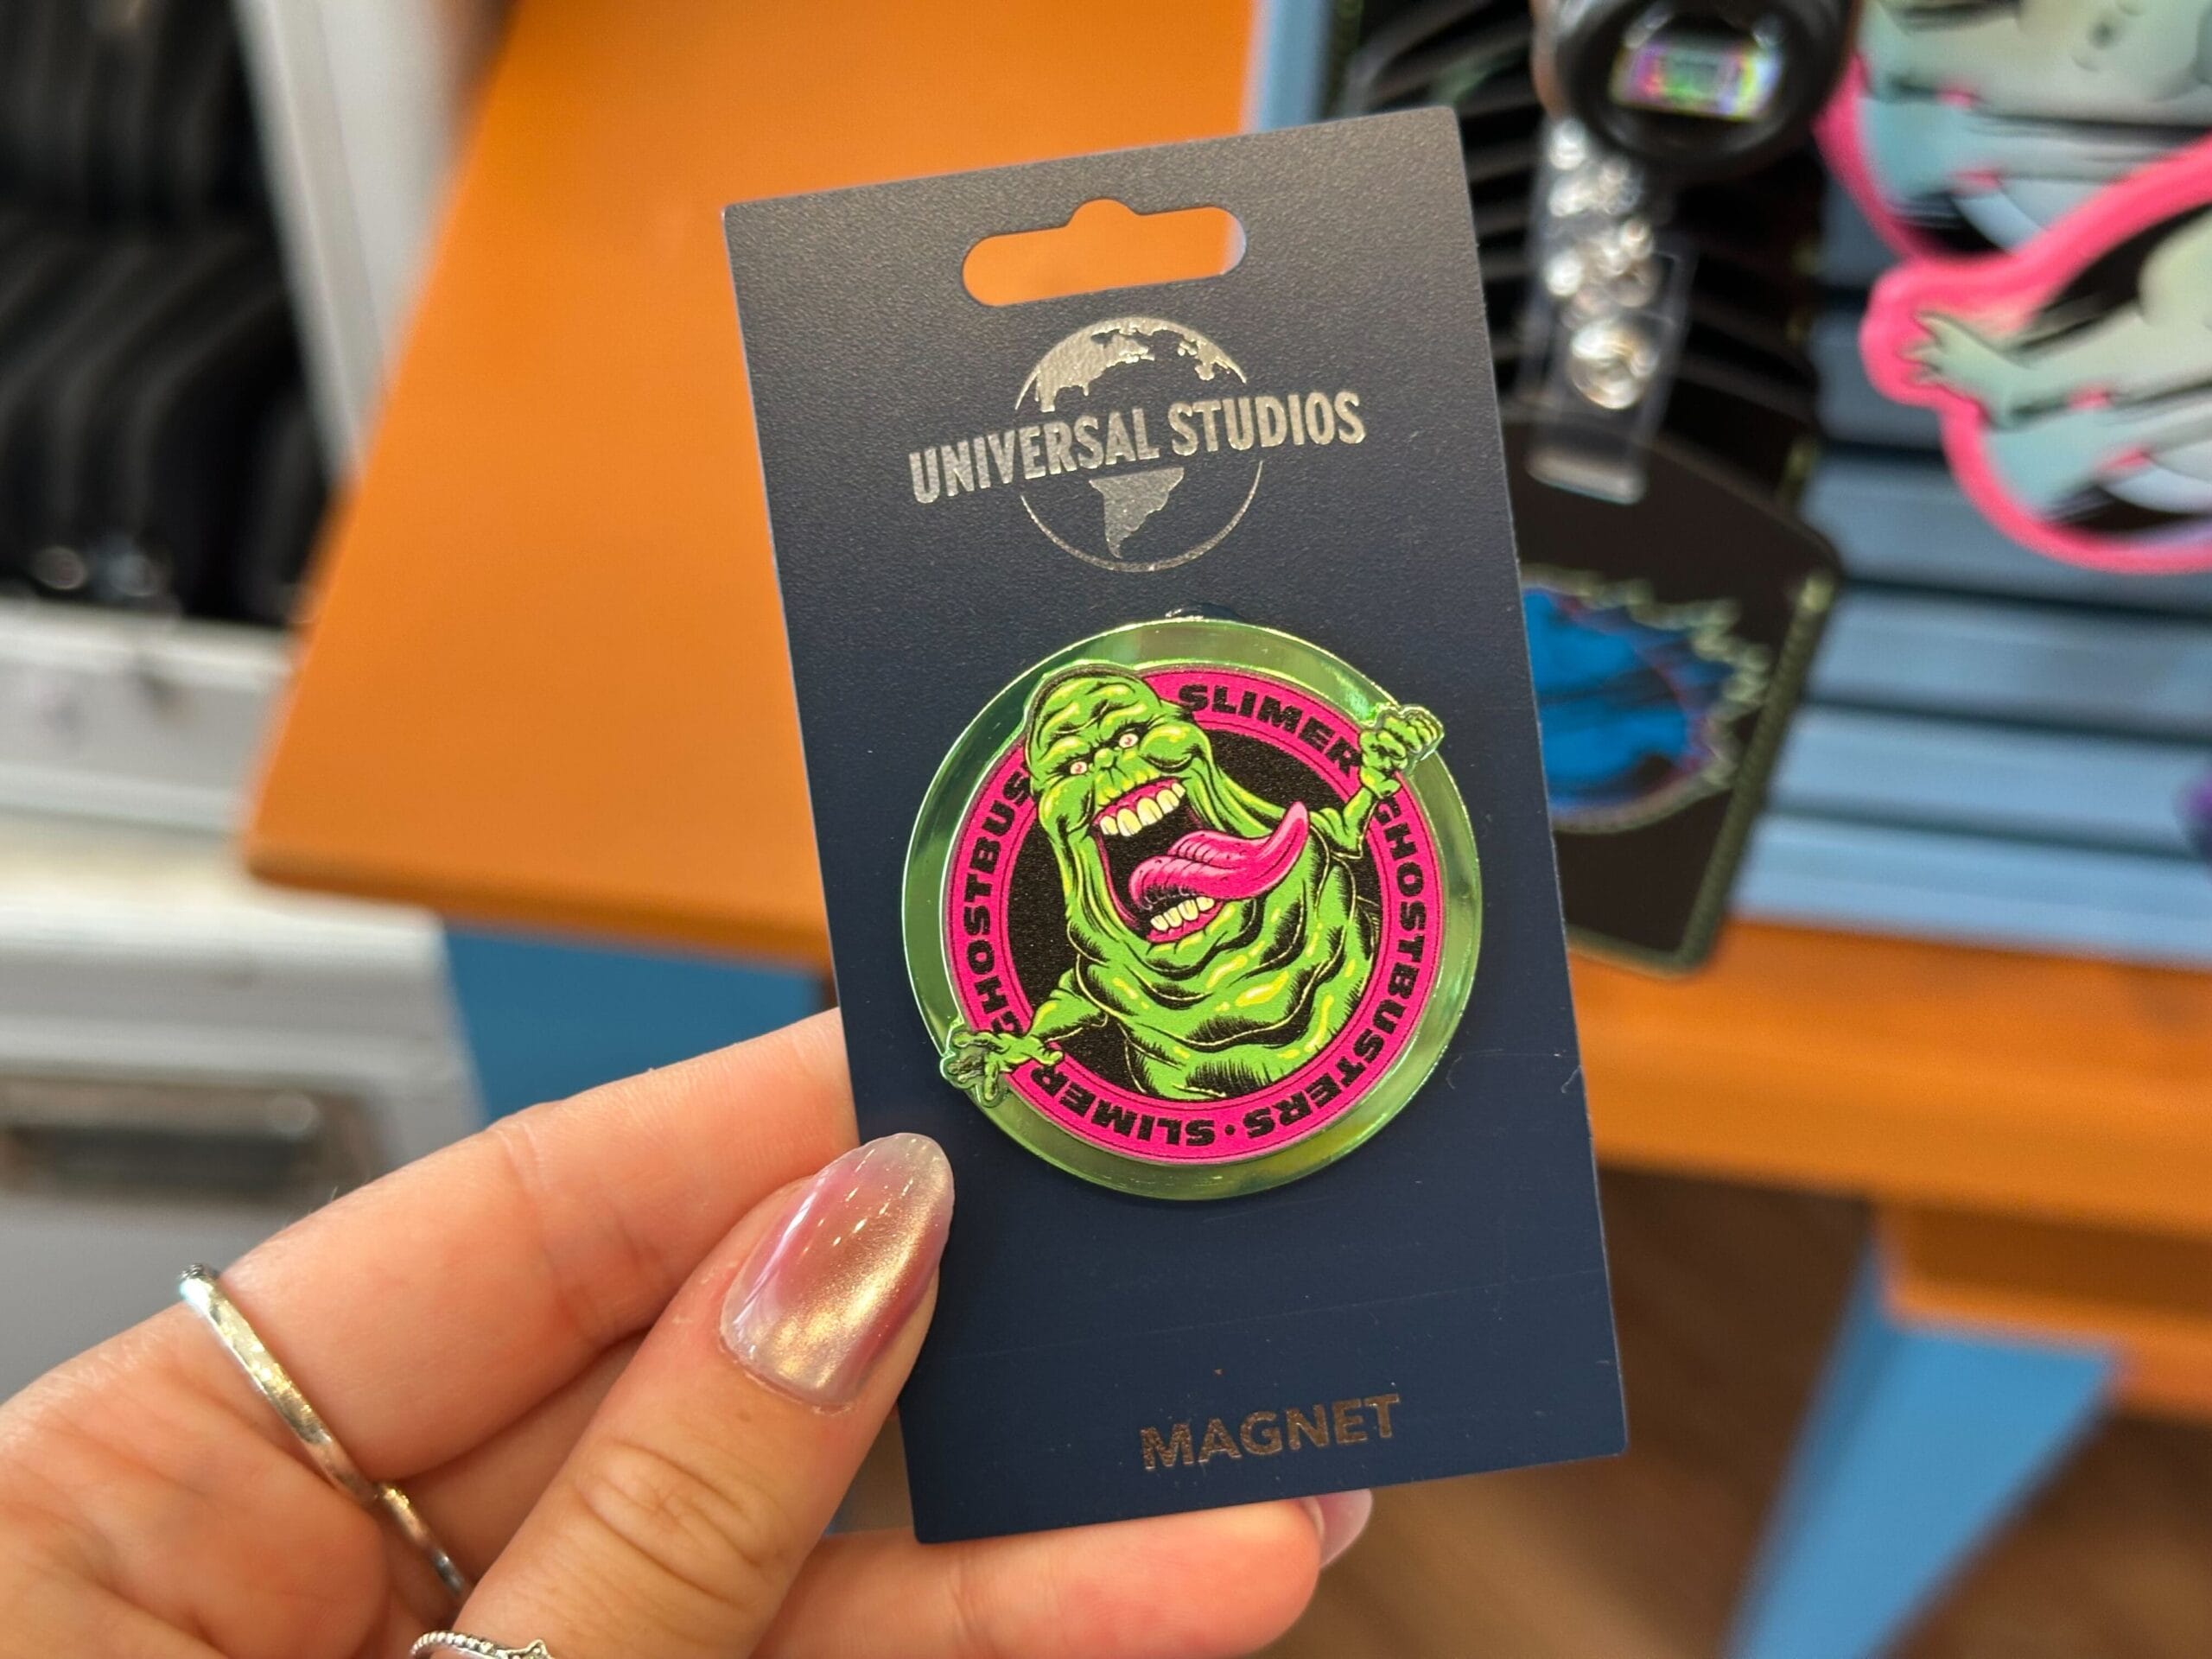 UNIVERSAL STUDIOS
SLIMER
GHOSTBUSTERS · SLIMER
GHOSTBUS
MAGNET